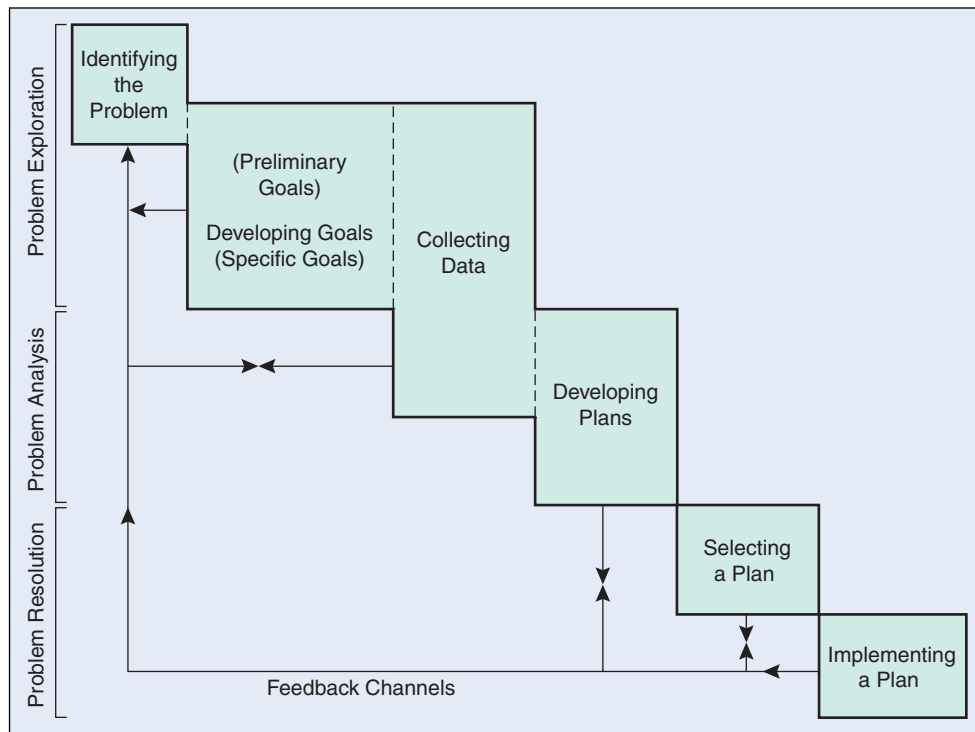 Problem Exploration
Identifying
the
Problem
(Preliminary
Goals)
Developing Goals
(Specific Goals)
Collecting
Data
Problem Analysis
Developing
Plans
Problem Resolution
Selecting
a Plan
Implementing
a Plan
Feedback Channels